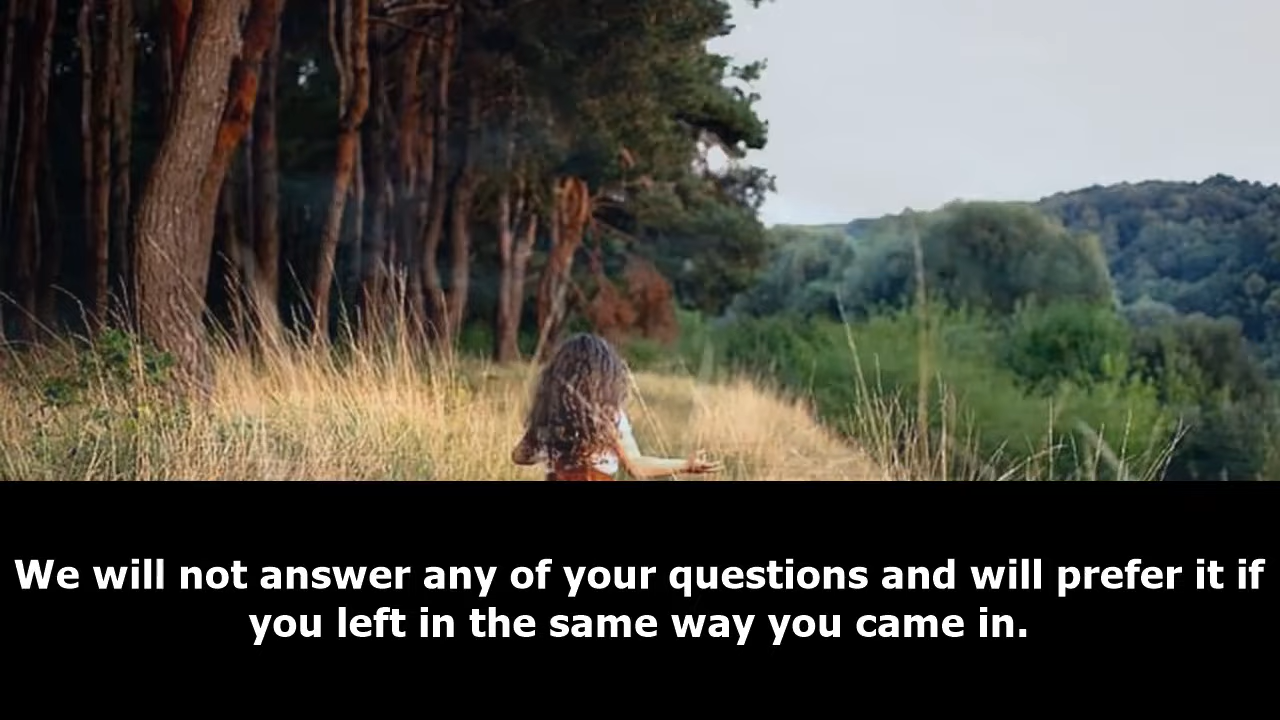 We will not answer any of your questions and will prefer it if
you left in the same way you came in.